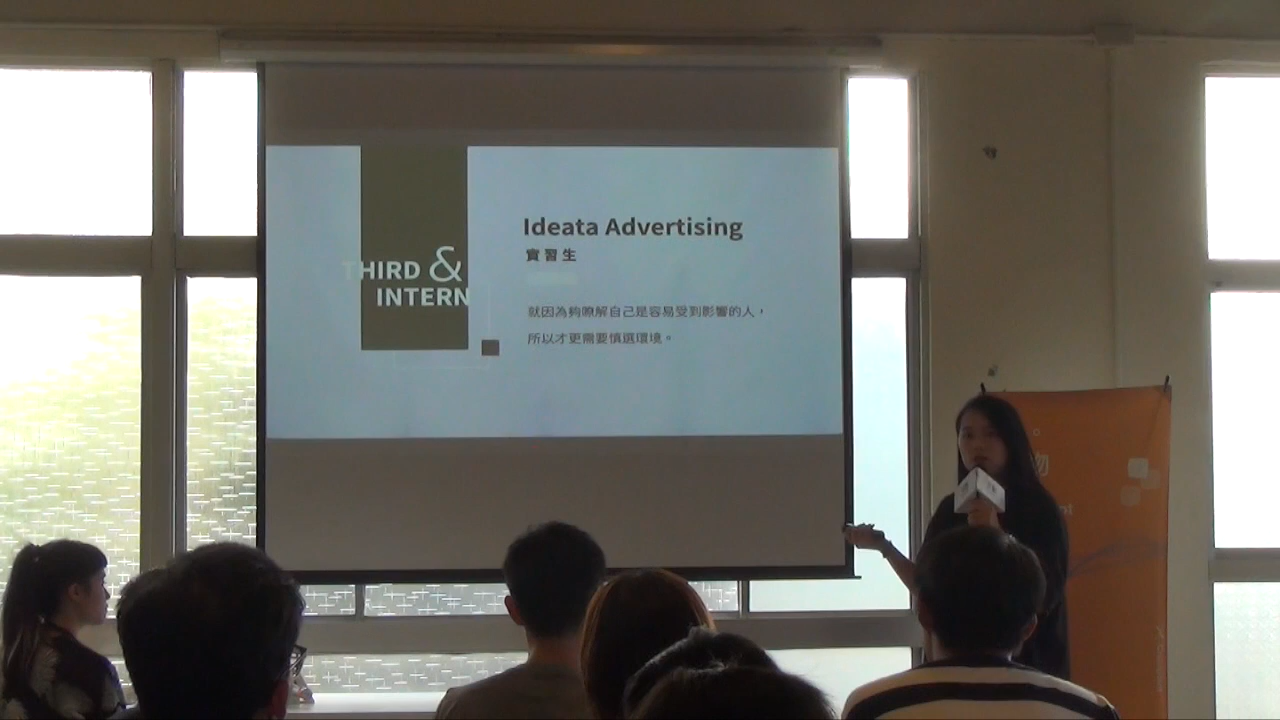 THIRD &
INTERN
Ideata Advertising
實習生
就因為夠瞭解自己是容易受到影響的人，
所以才更需要慎選環境。
物